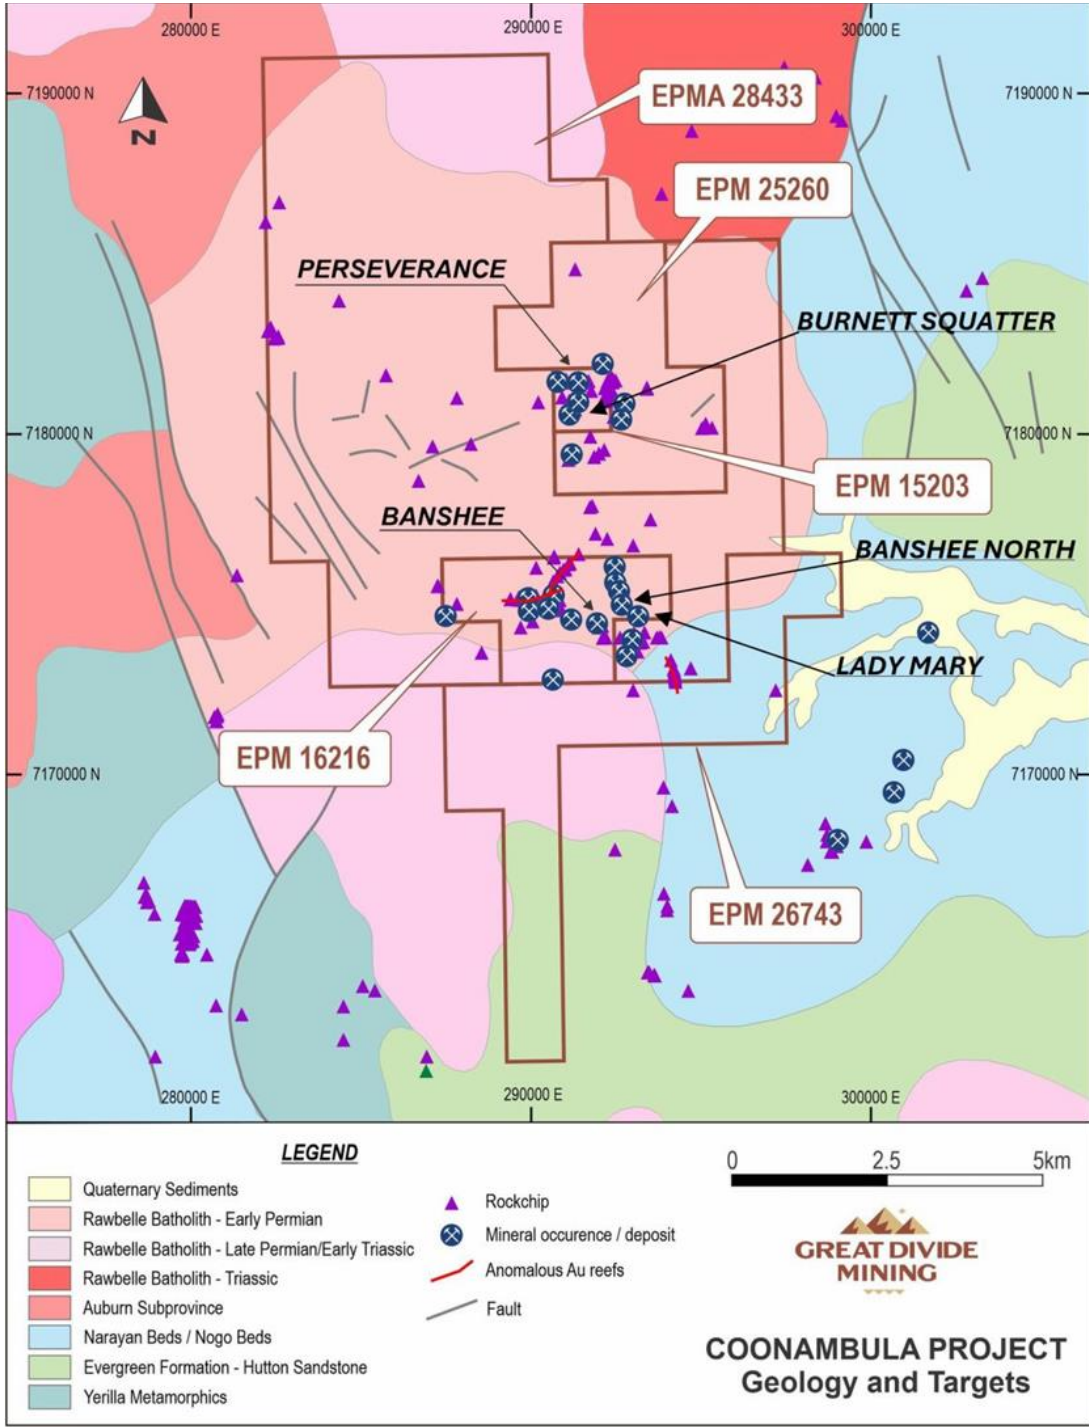 280000 E
290000 E
300000 E
7190000 N
7190000 N
N
EPMA 28433
EPM 25260
PERSEVERANCE
BURNETT SQUATTER
7180000 N
7180000 N
EPM 15203
BANSHEE
BANSHEE NORTH
LADY MARY
EPM 16216
7170000 N
7170000 N
EPM 26743
280000 E
290000 E
300000 E
LEGEND
Quaternary Sediments
Rawbelle Batholith - Early Permian
Rawbelle Batholith - Late Permian/Early Triassic
Rawbelle Batholith - Triassic
Auburn Subprovince
Narayan Beds / Nogo Beds
Evergreen Formation - Hutton Sandstone
Yerilla Metamorphics
Rockchip
Mineral occurence / deposit
Anomalous Au reefs
Fault
0 2.5 5km
GREAT DIVIDE
MINING
COONAMBULA PROJECT
Geology and Targets